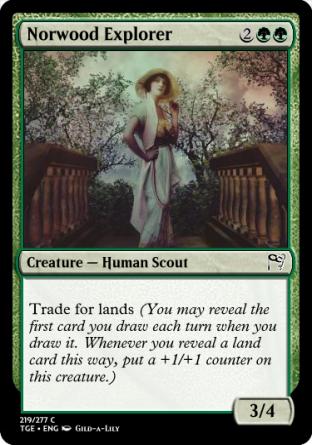 Norwood Explorer 2
Creature — Human Scout
Trade for lands (You may reveal the
first card you draw each turn when you
draw it. Whenever you reveal a land
card this way, put a +1/+1 counter on
this creature.)
3/4
219/277 C
TGE • ENG Gild-a-Lily